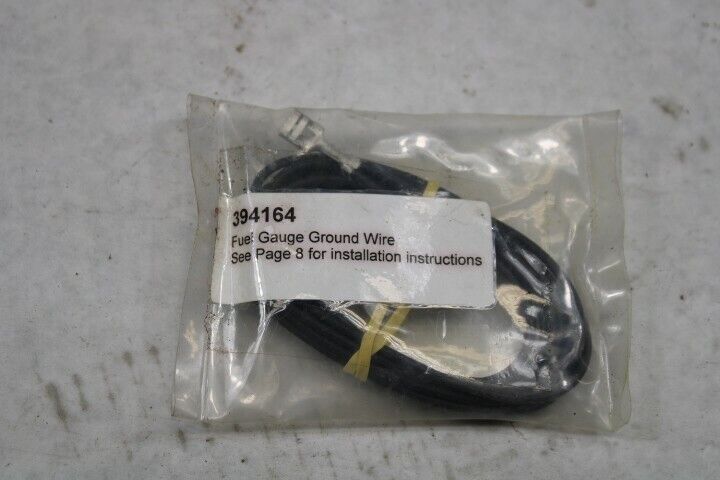 394164
Fuel Gauge Ground Wire
See Page 8 for installation instructions